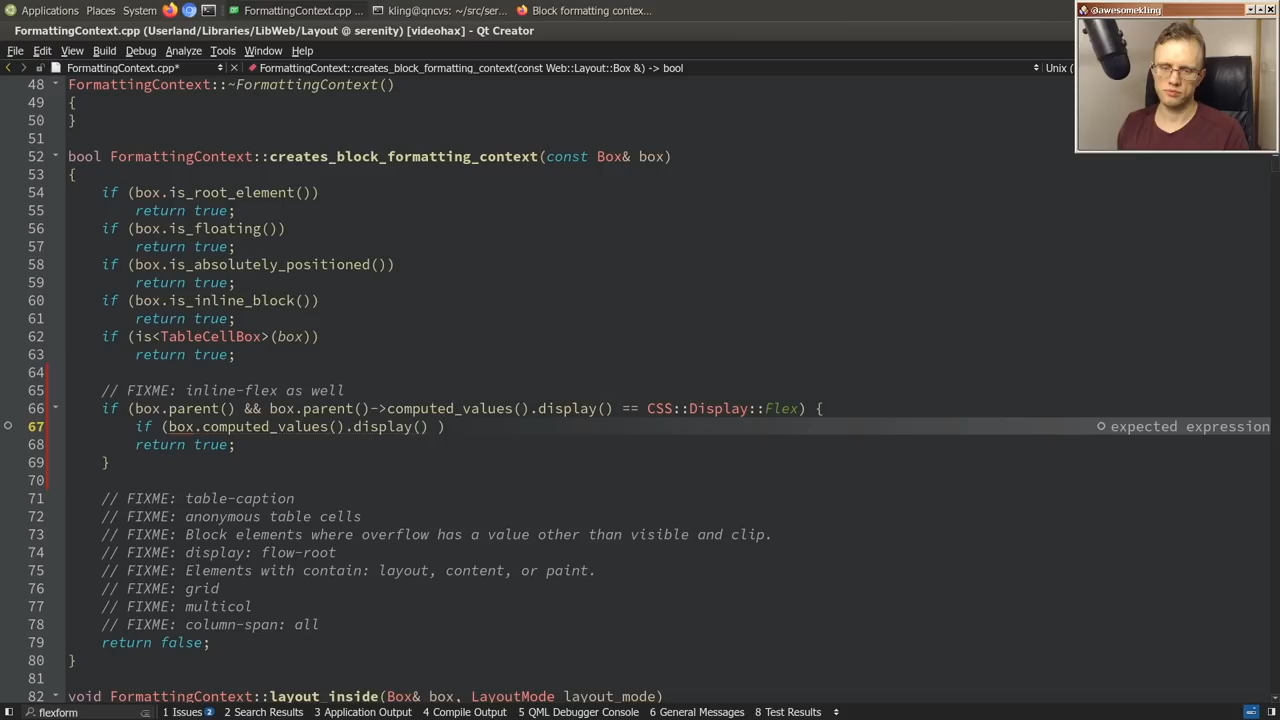 Applications Places System FormattingContext.cpp ... kling@qncvs: ~/src/ser... Block formatting contex...
FormattingContext.cpp (Userland/Libraries/LibWeb/Layout @ serenity) [videohax] - Qt Creator
@awesomekling
File Edit View Build Debug Analyze Tools Window Help
FormattingContext.cpp* FormattingContext::creates_block_formatting_context(const Web::Layout::Box &) -> bool Unix (
48 FormattingContext::~FormattingContext()
49 {
50 }
51
52 bool FormattingContext::creates_block_formatting_context(const Box& box)
53 {
54 if (box.is_root_element())
55 return true;
56 if (box.is_floating())
57 return true;
58 if (box.is_absolutely_positioned())
59 return true;
60 if (box.is_inline_block())
61 return true;
62 if (is<TableCellBox>(box))
63 return true;
64
65 // FIXME: inline-flex as well
66 if (box.parent() && box.parent()->computed_values().display() == CSS::Display::Flex) {
67 if (box.computed_values().display() ) expected expression
68 return true;
69 }
70
71 // FIXME: table-caption
72 // FIXME: anonymous table cells
73 // FIXME: Block elements where overflow has a value other than visible and clip.
74 // FIXME: display: flow-root
75 // FIXME: Elements with contain: layout, content, or paint.
76 // FIXME: grid
77 // FIXME: multicol
78 // FIXME: column-span: all
79 return false;
80 }
81
82 void FormattingContext::layout_inside(Box& box, LayoutMode layout_mode)
flexform 1 Issues 2 2 Search Results 3 Application Output 4 Compile Output 5 QML Debugger Console 6 General Messages 8 Test Results